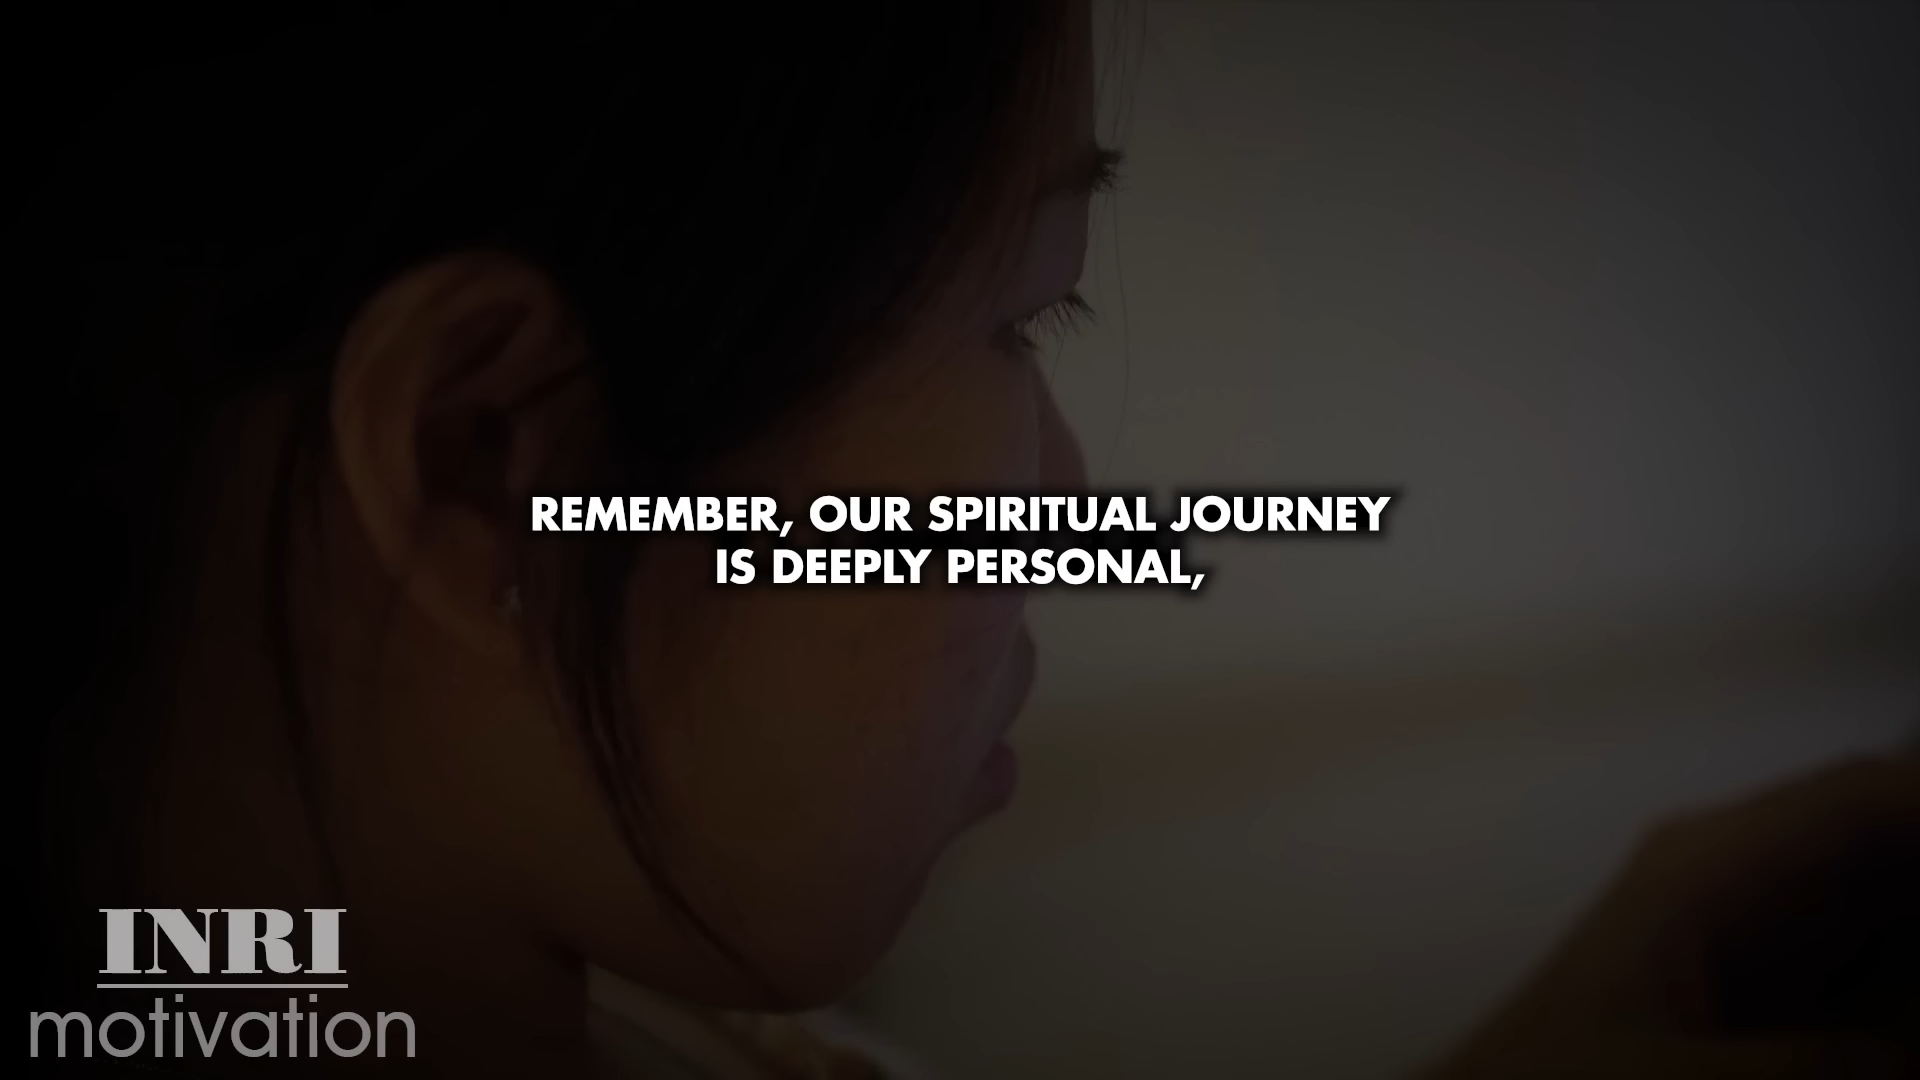 REMEMBER, OUR SPIRITUAL JOURNEY
IS DEEPLY PERSONAL,
INRI
motivation